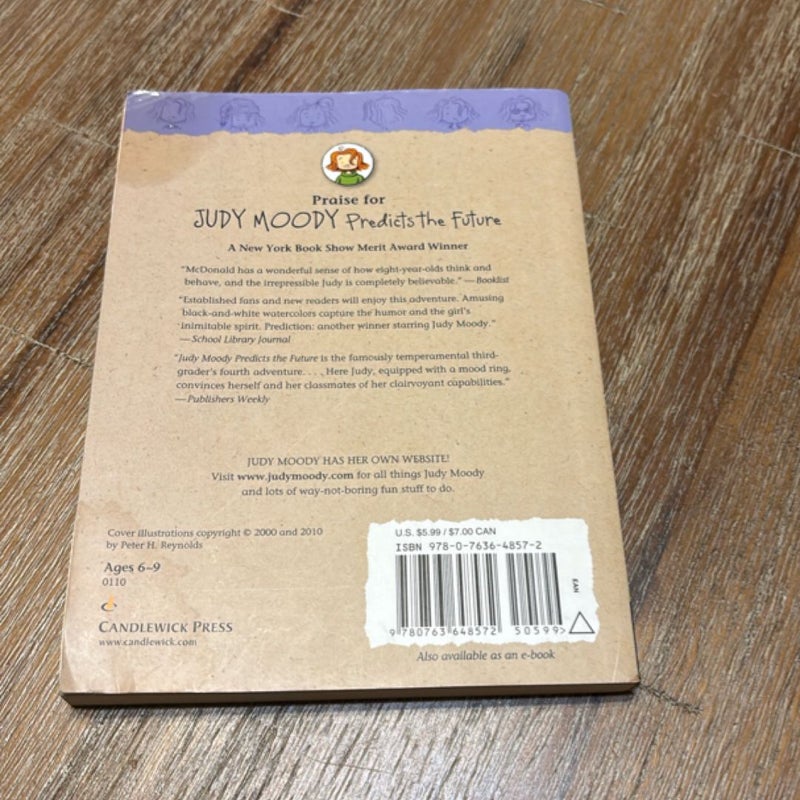 Praise for
JUDY MOODY Predicts the Future
A New York Book Show Merit Award Winner
"McDonald has a wonderful sense of how eight-year-olds think and
behave, and the irrepressible Judy is completely believable." —Booklist
"Established fans and new readers will enjoy this adventure. Amusing
black-and-white watercolors capture the humor and the girl's
inimitable spirit. Prediction: another winner starring Judy Moody."
—School Library Journal
"Judy Moody Predicts the Future is the famously temperamental third-
grader's fourth adventure. . . . Here Judy, equipped with a mood ring,
convinces herself and her classmates of her clairvoyant capabilities."
—Publishers Weekly
JUDY MOODY HAS HER OWN WEBSITE!
Visit www.judymoody.com for all things Judy Moody
and lots of way-not-boring fun stuff to do.
Cover illustrations copyright © 2000 and 2010
by Peter H. Reynolds
Ages 6–9
0110
CANDLEWICK PRESS
www.candlewick.com
U.S. $5.99 / $7.00 CAN
ISBN 978-0-7636-4857-2
EAN
9 780763 648572 50599>
Also available as an e-book